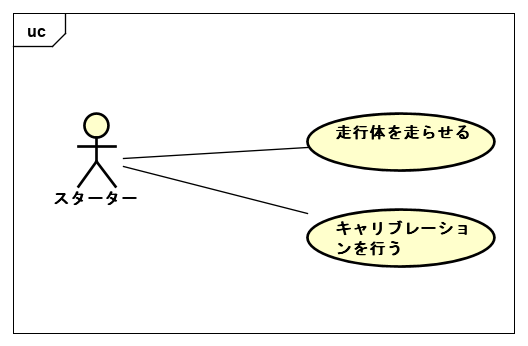 uc
走行体を走らせる
スターター
キャリブレーショ
ンを行う